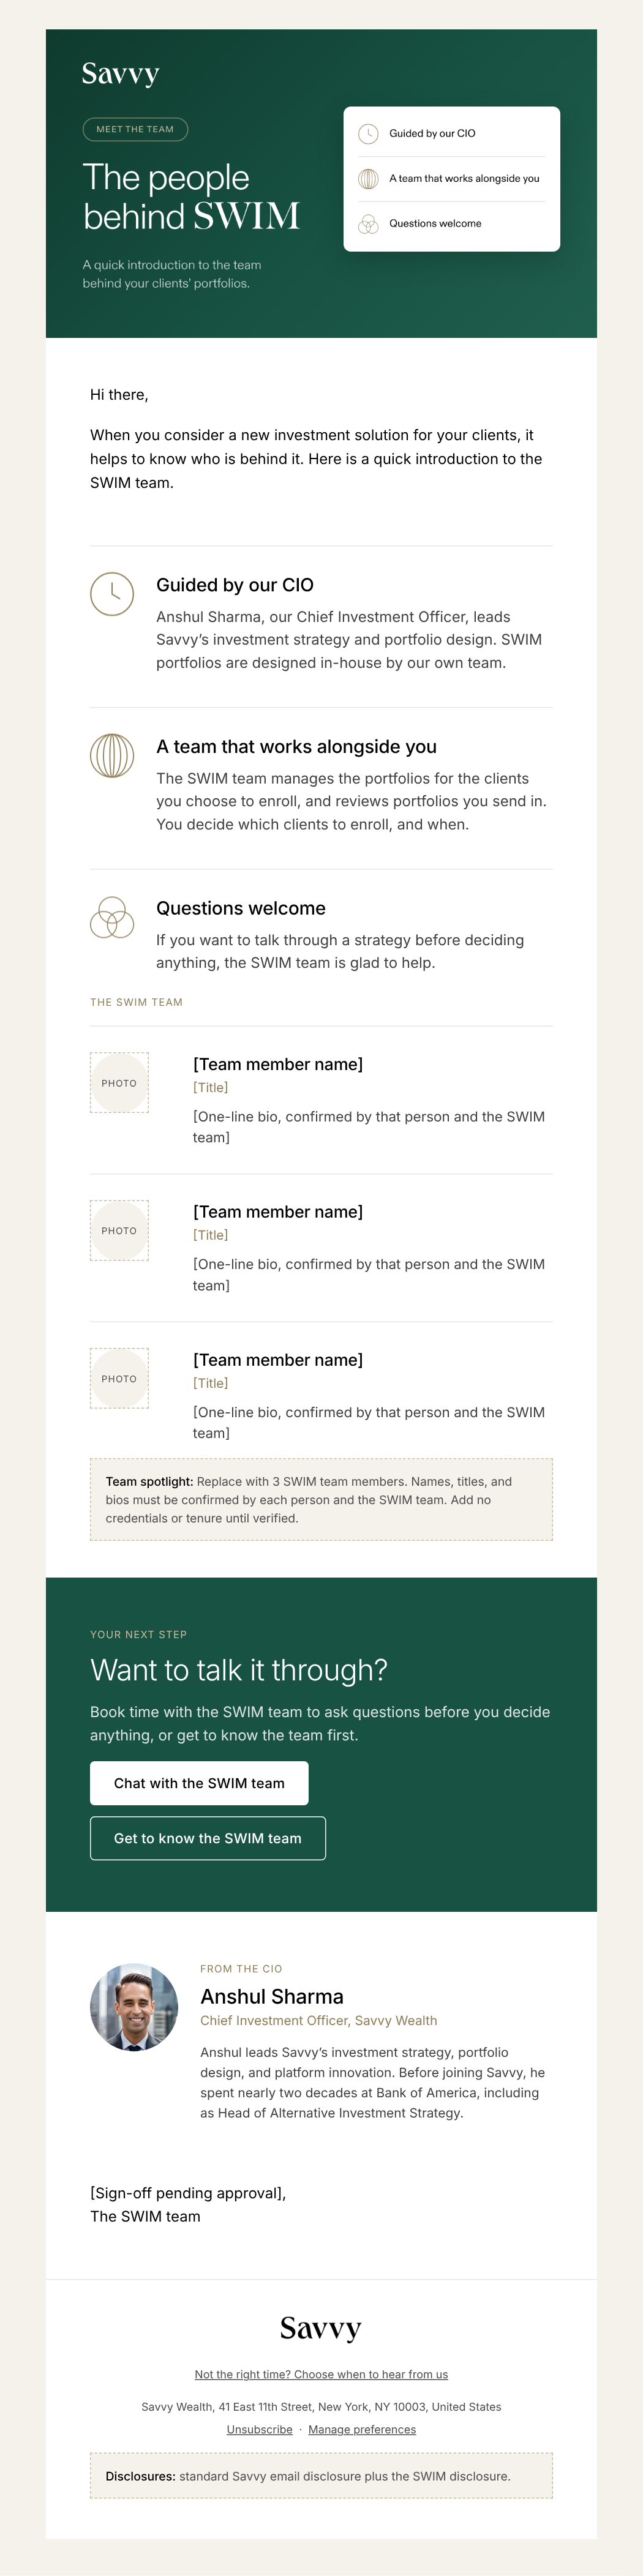 Savvy
MEET THE TEAM
The people
behind SWIM
A quick introduction to the team
behind your clients' portfolios.
Guided by our CIO
A team that works alongside you
Questions welcome
Hi there,
When you consider a new investment solution for your clients, it
helps to know who is behind it. Here is a quick introduction to the
SWIM team.
Guided by our CIO
Anshul Sharma, our Chief Investment Officer, leads
Savvy’s investment strategy and portfolio design. SWIM
portfolios are designed in-house by our own team.
A team that works alongside you
The SWIM team manages the portfolios for the clients
you choose to enroll, and reviews portfolios you send in.
You decide which clients to enroll, and when.
Questions welcome
If you want to talk through a strategy before deciding
anything, the SWIM team is glad to help.
THE SWIM TEAM
PHOTO
[Team member name]
[Title]
[One-line bio, confirmed by that person and the SWIM
team]
PHOTO
[Team member name]
[Title]
[One-line bio, confirmed by that person and the SWIM
team]
PHOTO
[Team member name]
[Title]
[One-line bio, confirmed by that person and the SWIM
team]
Team spotlight: Replace with 3 SWIM team members. Names, titles, and
bios must be confirmed by each person and the SWIM team. Add no
credentials or tenure until verified.
YOUR NEXT STEP
Want to talk it through?
Book time with the SWIM team to ask questions before you decide
anything, or get to know the team first.
Chat with the SWIM team
Get to know the SWIM team
FROM THE CIO
Anshul Sharma
Chief Investment Officer, Savvy Wealth
Anshul leads Savvy’s investment strategy, portfolio
design, and platform innovation. Before joining Savvy, he
spent nearly two decades at Bank of America, including
as Head of Alternative Investment Strategy.
[Sign-off pending approval],
The SWIM team
Savvy
Not the right time? Choose when to hear from us
Savvy Wealth, 41 East 11th Street, New York, NY 10003, United States
Unsubscribe · Manage preferences
Disclosures: standard Savvy email disclosure plus the SWIM disclosure.